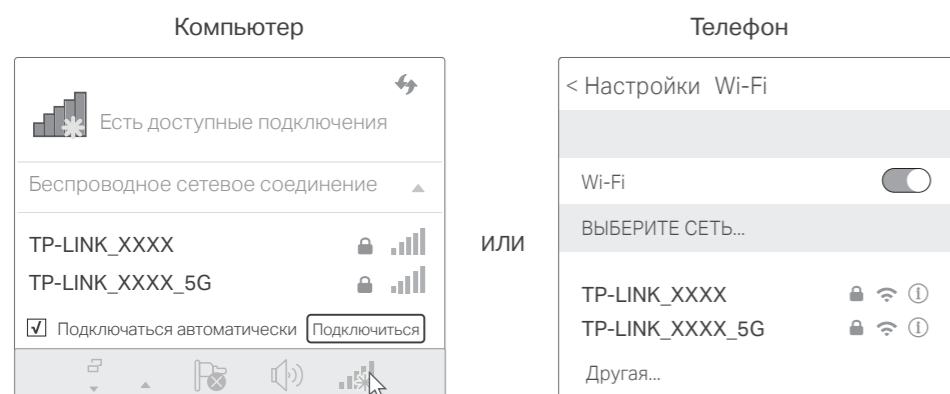 Компьютер
Есть доступные подключения
Беспроводное сетевое соединение
TP-LINK_XXXX
TP-LINK_XXXX_5G
Подключаться автоматически Подключиться
или
Телефон
< Настройки Wi-Fi
Wi-Fi
ВЫБЕРИТЕ СЕТЬ...
TP-LINK_XXXX
TP-LINK_XXXX_5G
Другая...